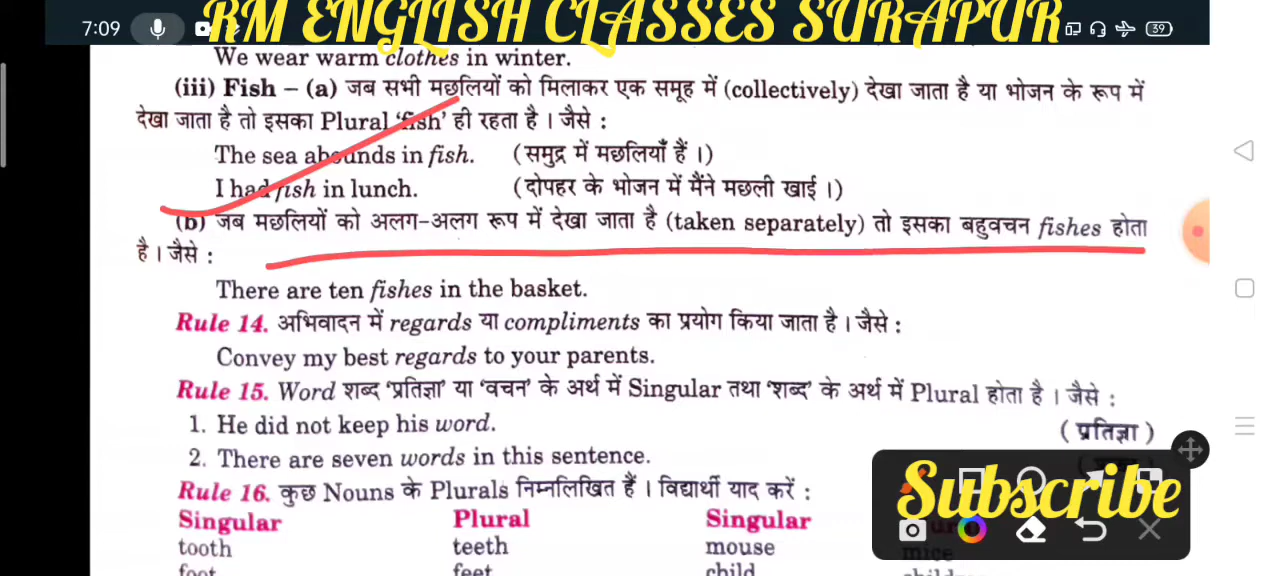 7:09
RM ENGLISH CLASSES SURAPUR
39
We wear warm clothes in winter.
(iii) Fish – (a) जब सभी मछलियों को मिलाकर एक समूह में (collectively) देखा जाता है या भोजन के रूप में
देखा जाता है तो इसका Plural ‘fish’ ही रहता है। जैसे :
The sea abounds in fish. (समुद्र में मछलियाँ हैं।)
I had fish in lunch. (दोपहर के भोजन में मैंने मछली खाई।)
(b) जब मछलियों को अलग-अलग रूप में देखा जाता है (taken separately) तो इसका बहुवचन fishes होता
है। जैसे :
There are ten fishes in the basket.
Rule 14. अभिवादन में regards या compliments का प्रयोग किया जाता है। जैसे :
Convey my best regards to your parents.
Rule 15. Word शब्द ‘प्रतिज्ञा’ या ‘वचन’ के अर्थ में Singular तथा ‘शब्द’ के अर्थ में Plural होता है। जैसे :
1. He did not keep his word. (प्रतिज्ञा)
2. There are seven words in this sentence.
Rule 16. कुछ Nouns के Plurals निम्नलिखित हैं। विद्यार्थी याद करें :
Subscribe
Singular Plural Singular
tooth teeth mouse mice
foot feet child